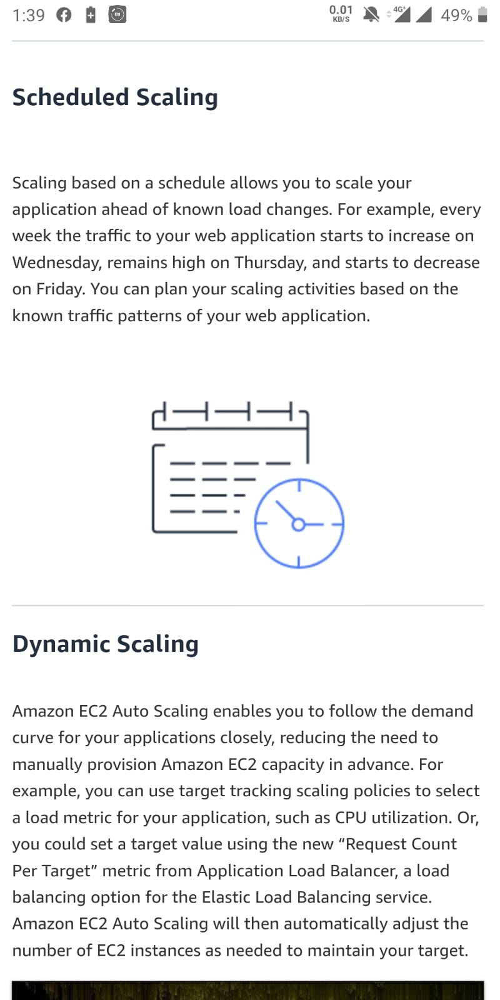 1:39
0.01
KB/S
4G+
49%
Scheduled Scaling
Scaling based on a schedule allows you to scale your
application ahead of known load changes. For example, every
week the traffic to your web application starts to increase on
Wednesday, remains high on Thursday, and starts to decrease
on Friday. You can plan your scaling activities based on the
known traffic patterns of your web application.
Dynamic Scaling
Amazon EC2 Auto Scaling enables you to follow the demand
curve for your applications closely, reducing the need to
manually provision Amazon EC2 capacity in advance. For
example, you can use target tracking scaling policies to select
a load metric for your application, such as CPU utilization. Or,
you could set a target value using the new “Request Count
Per Target” metric from Application Load Balancer, a load
balancing option for the Elastic Load Balancing service.
Amazon EC2 Auto Scaling will then automatically adjust the
number of EC2 instances as needed to maintain your target.